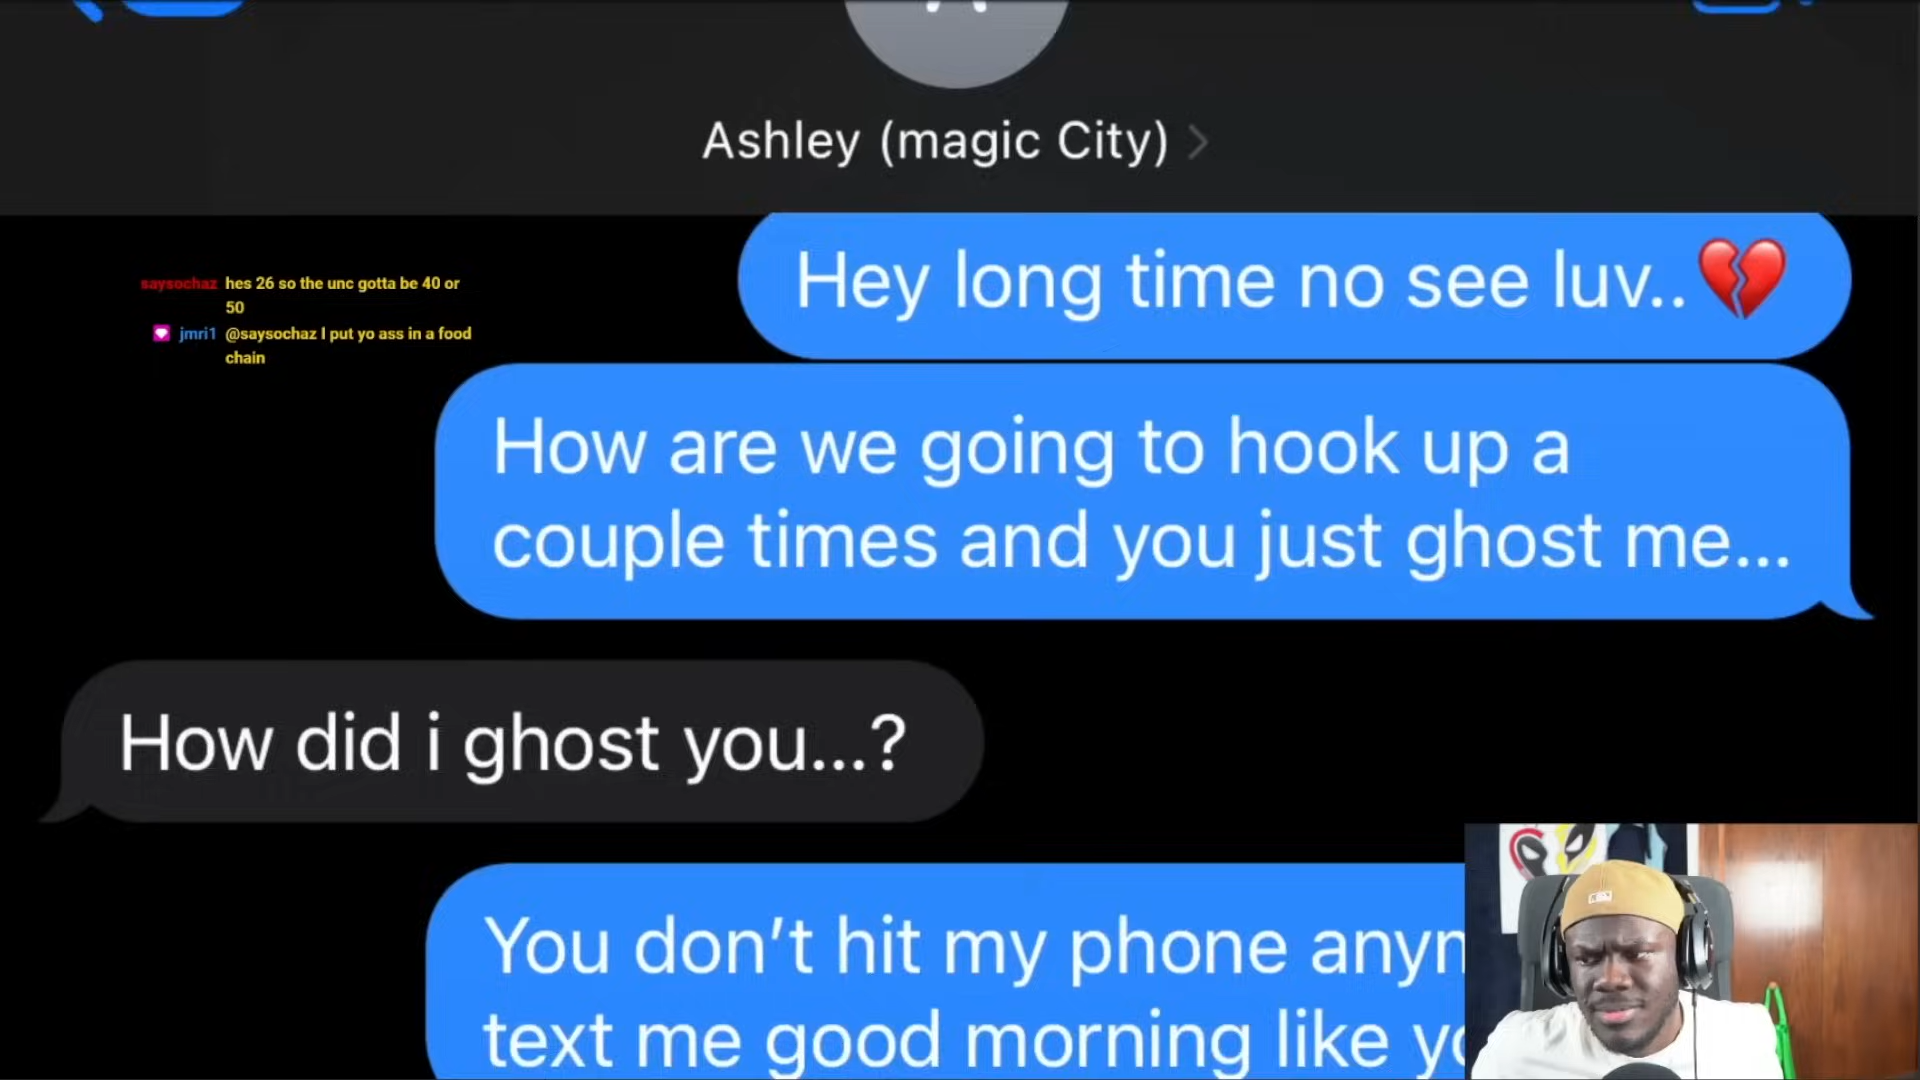 Ashley (magic City) >
Hey long time no see luv..💔
saysochaz hes 26 so the unc gotta be 40 or
50
jmri1 @saysochaz I put yo ass in a food
chain
How are we going to hook up a
couple times and you just ghost me...
How did i ghost you...?
You don't hit my phone
text me good morning like